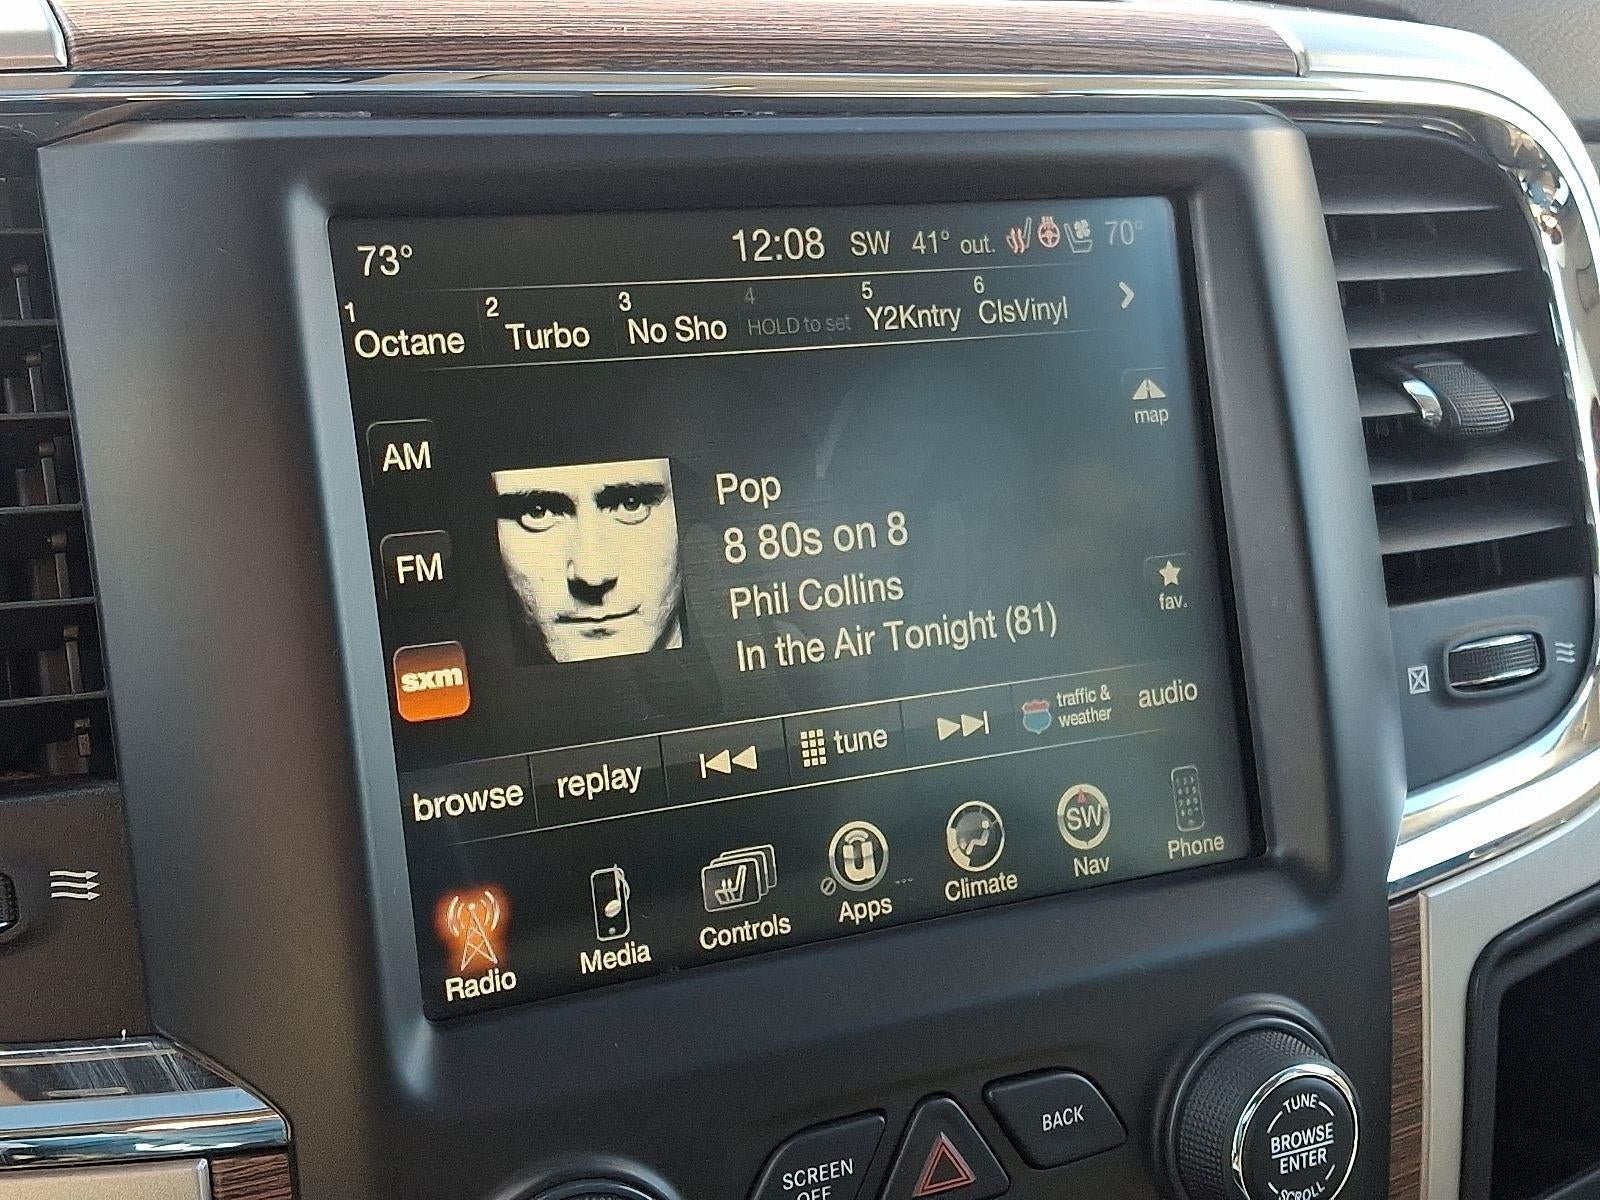 73° 12:08 SW 41° out. 70°
1 Octane 2 Turbo 3 No Sho 4 HOLD to set 5 Y2Kntry 6 ClsVinyl
map
AM
Pop
8 80s on 8
FM
Phil Collins
fav.
In the Air Tonight (81)
sxm
browse replay tune traffic &
weather audio
SW
Radio Media Controls Apps Climate Nav Phone
SCREEN
OFF
BACK
TUNE
BROWSE
ENTER
SCROLL